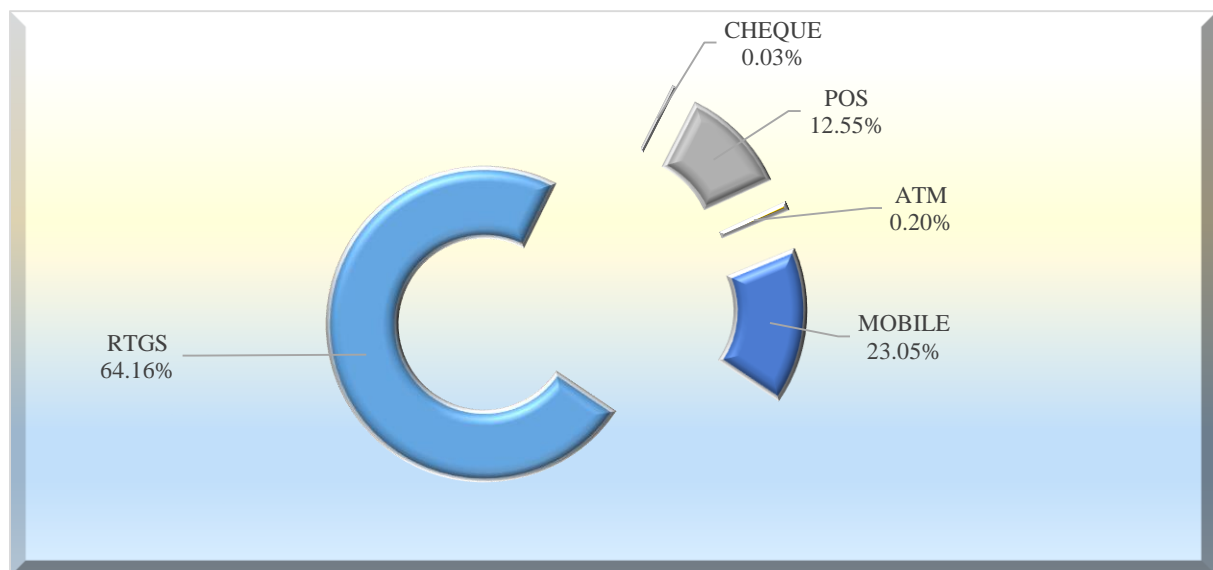 CHEQUE
0.03%
POS
12.55%
ATM
0.20%
MOBILE
23.05%
RTGS
64.16%